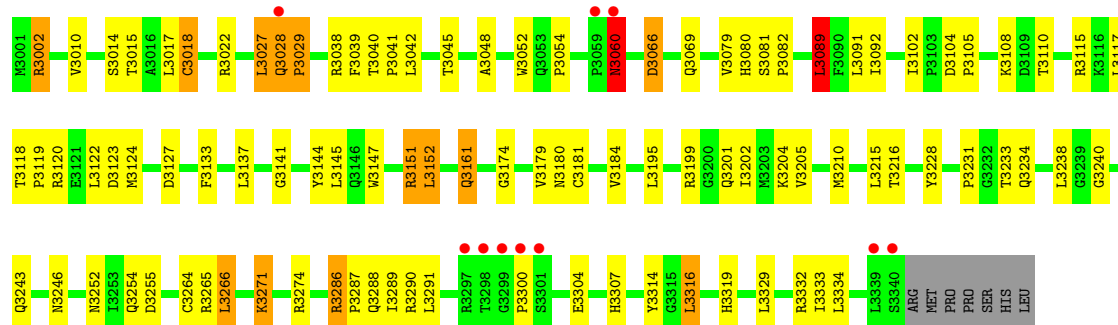 M3001 R3002 V3010 S3014 T3015 A3016 L3017 C3018 R3022 L3027 Q3028 P3029 R3038 F3039 T3040 P3041 L3042 T3045 A3048 W3052 Q3053 P3054 P3059 N3060 D3066 Q3069 V3079 H3080 S3081 P3082 L3089 F3090 L3091 I3092 I3102 P3103 D3104 P3105 K3108 D3109 T3110 R3115 K3116 L3117
T3118 P3119 R3120 E3121 L3122 D3123 M3124 D3127 F3133 L3137 G3141 Y3144 L3145 Q3146 W3147 R3151 L3152 Q3161 G3174 V3179 N3180 C3181 V3184 L3195 R3199 G3200 Q3201 I3202 M3203 K3204 V3205 M3210 L3215 T3216 Y3228 P3231 G3232 T3233 Q3234 L3238 G3239 G3240
Q3243 N3246 N3252 I3253 Q3254 D3255 C3264 R3265 L3266 K3271 R3274 R3286 P3287 Q3288 I3289 R3290 L3291 R3297 T3298 G3299 P3300 S3301 E3304 H3307 Y3314 G3315 L3316 H3319 L3329 R3332 I3333 L3334 L3339 S3340 ARG MET PRO PRO SER HIS LEU